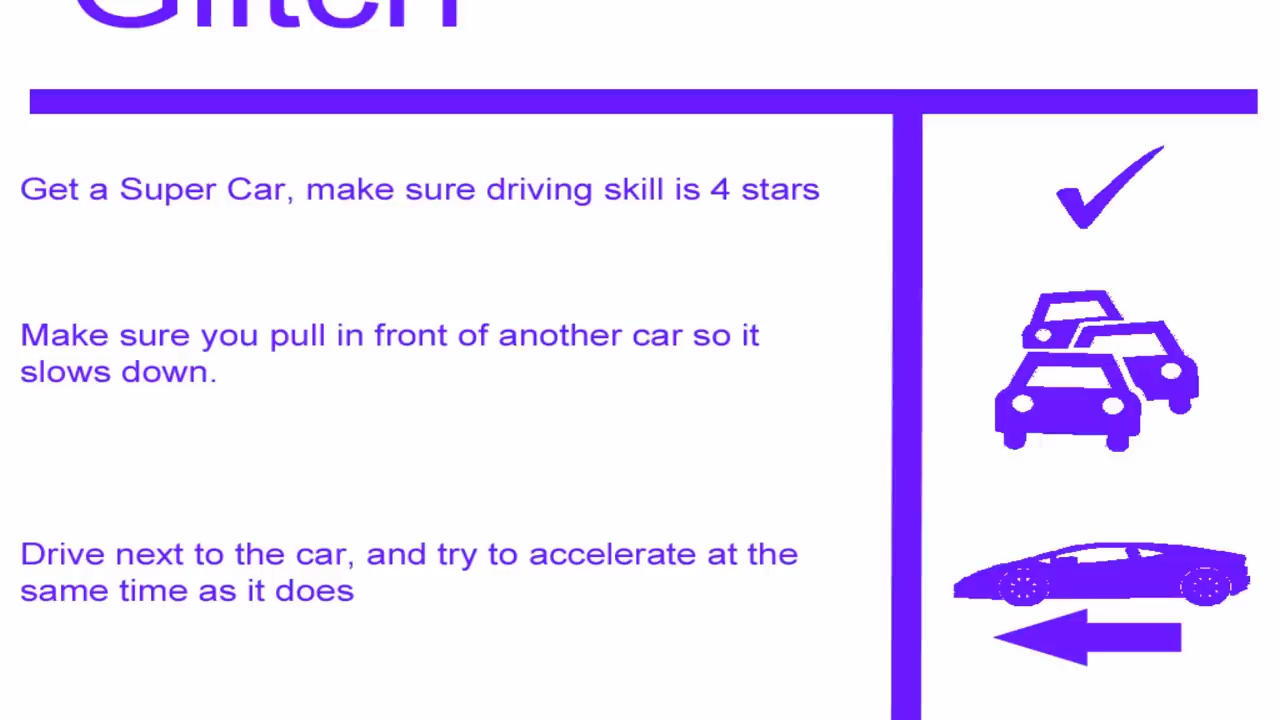 Glitch
Get a Super Car, make sure driving skill is 4 stars
Make sure you pull in front of another car so it
slows down.
Drive next to the car, and try to accelerate at the
same time as it does